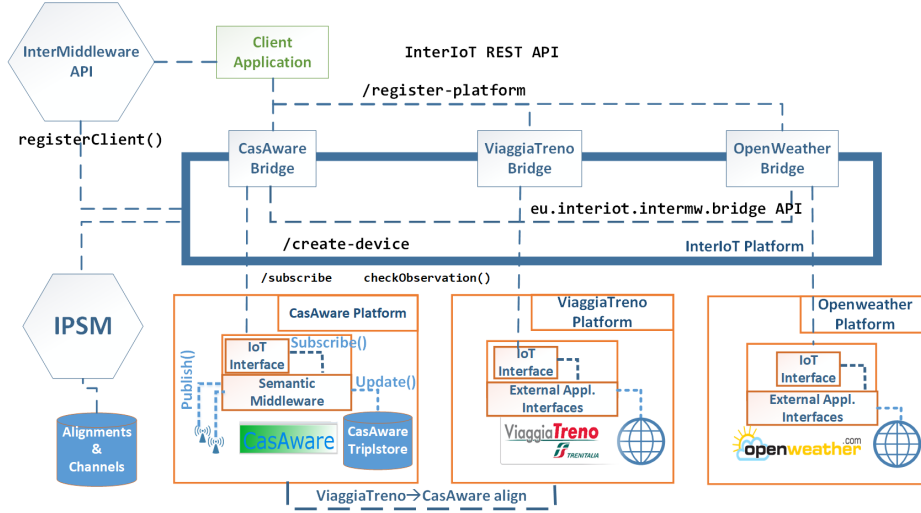 InterMiddleware
API
Client
Application
InterIoT REST API
/register-platform
registerClient()
CasAware
Bridge
ViaggiaTreno
Bridge
OpenWeather
Bridge
eu.interiot.intermw.bridge API
/create-device
InterIoT Platform
/subscribe
checkObservation()
IPSM
Alignments
&
Channels
CasAware Platform
IoT
Interface
Subscribe()
Publish()
Semantic
Middleware
Update()
CasAware
CasAware
Triplstore
ViaggiaTreno
Platform
IoT
Interface
External Appl.
Interfaces
ViaggiaTreno
TRENITALIA
Openweather
Platform
IoT
Interface
External Appl.
Interfaces
openweather.com
ViaggiaTreno→CasAware align